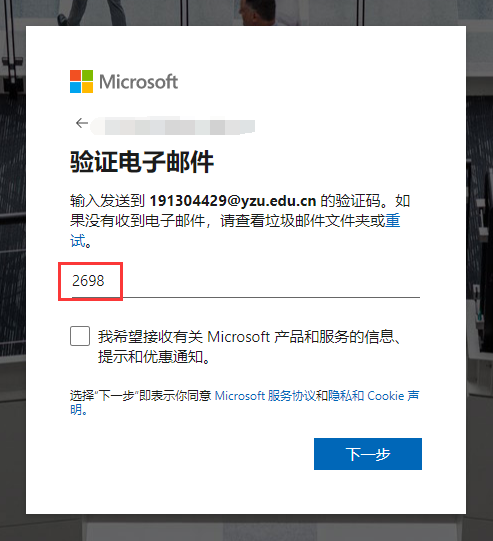 Microsoft
验证电子邮件
输入发送到 191304429@yzu.edu.cn 的验证码。如
果没有收到电子邮件，请查看垃圾邮件文件夹或重
试。
2698
我希望接收有关 Microsoft 产品和服务的信息、
提示和优惠通知。
选择"下一步"即表示你同意 Microsoft 服务协议和隐私和 Cookie 声
明。
下一步